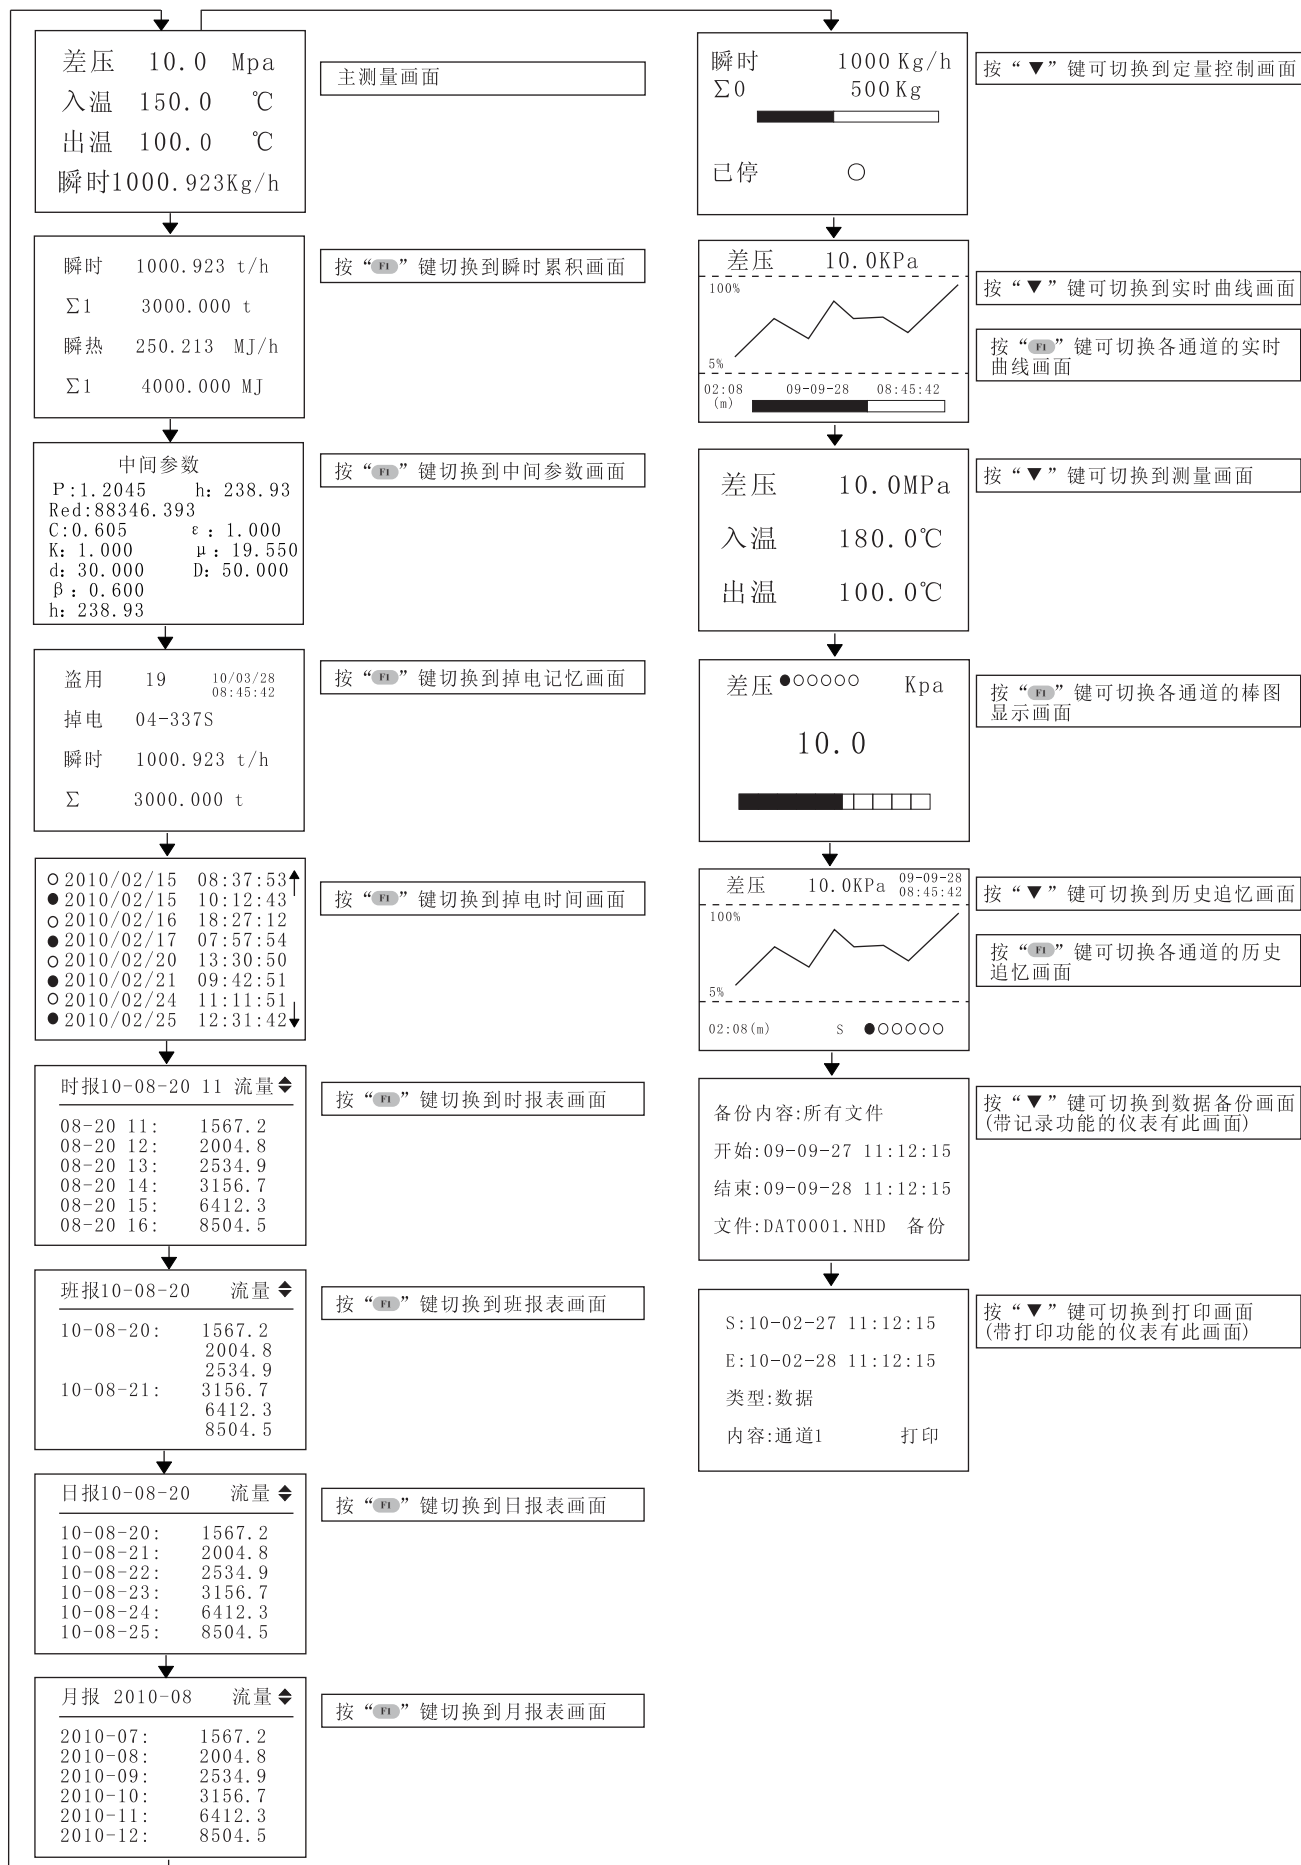 差压 10.0 Mpa
入温 150.0 ℃
出温 100.0 ℃
瞬时1000.923Kg/h
主测量画面
瞬时 1000.923 t/h
∑1 3000.000 t
瞬热 250.213 MJ/h
∑1 4000.000 MJ
按“F1”键切换到瞬时累积画面
中间参数
P:1.2045 h: 238.93
Red:88346.393
C:0.605 ε: 1.000
K: 1.000 μ: 19.550
d: 30.000 D: 50.000
β: 0.600
h: 238.93
按“F1”键切换到中间参数画面
盗用 19 10/03/28
08:45:42
掉电 04-337S
瞬时 1000.923 t/h
∑ 3000.000 t
按“F1”键切换到掉电记忆画面
○2010/02/15 08:37:53↑
●2010/02/15 10:12:43
○2010/02/16 18:27:12
●2010/02/17 07:57:54
○2010/02/20 13:30:50
●2010/02/21 09:42:51
○2010/02/24 11:11:51
●2010/02/25 12:31:42↓
按“F1”键切换到掉电时间画面
时报10-08-20 11 流量
08-20 11: 1567.2
08-20 12: 2004.8
08-20 13: 2534.9
08-20 14: 3156.7
08-20 15: 6412.3
08-20 16: 8504.5
按“F1”键切换到时报表画面
班报10-08-20 流量
10-08-20: 1567.2
2004.8
2534.9
10-08-21: 3156.7
6412.3
8504.5
按“F1”键切换到班报表画面
日报10-08-20 流量
10-08-20: 1567.2
10-08-21: 2004.8
10-08-22: 2534.9
10-08-23: 3156.7
10-08-24: 6412.3
10-08-25: 8504.5
按“F1”键切换到日报表画面
月报 2010-08 流量
2010-07: 1567.2
2010-08: 2004.8
2010-09: 2534.9
2010-10: 3156.7
2010-11: 6412.3
2010-12: 8504.5
按“F1”键切换到月报表画面
瞬时 1000 Kg/h
∑0 500 Kg
已停 ○
按“▼”键可切换到定量控制画面
差压 10.0KPa
100%
5%
02:08 09-09-28 08:45:42
(m)
按“▼”键可切换到实时曲线画面
按“F1”键可切换各通道的实时
曲线画面
差压 10.0MPa
入温 180.0℃
出温 100.0℃
按“▼”键可切换到测量画面
差压 ●○○○○○ Kpa
10.0
按“F1”键可切换各通道的棒图
显示画面
差压 10.0KPa 09-09-28
08:45:42
100%
5%
02:08(m) S ●○○○○○
按“▼”键可切换到历史追忆画面
按“F1”键可切换各通道的历史
追忆画面
备份内容:所有文件
开始:09-09-27 11:12:15
结束:09-09-28 11:12:15
文件:DAT0001.NHD 备份
按“▼”键可切换到数据备份画面
(带记录功能的仪表有此画面)
S:10-02-27 11:12:15
E:10-02-28 11:12:15
类型:数据
内容:通道1 打印
按“▼”键可切换到打印画面
(带打印功能的仪表有此画面)